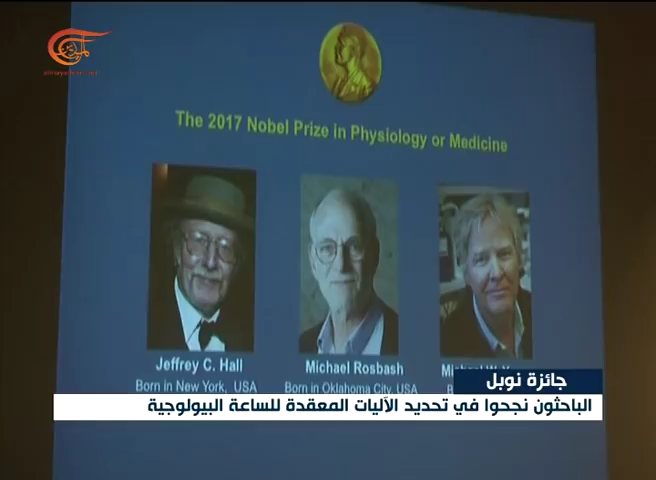 الميادين
The 2017 Nobel Prize in Physiology or Medicine
Jeffrey C. Hall
Born in New York, USA
Michael Rosbash
Born in Oklahoma City, USA
جائزة نوبل
الباحثون نجحوا في تحديد الآليات المعقدة للساعة البيولوجية